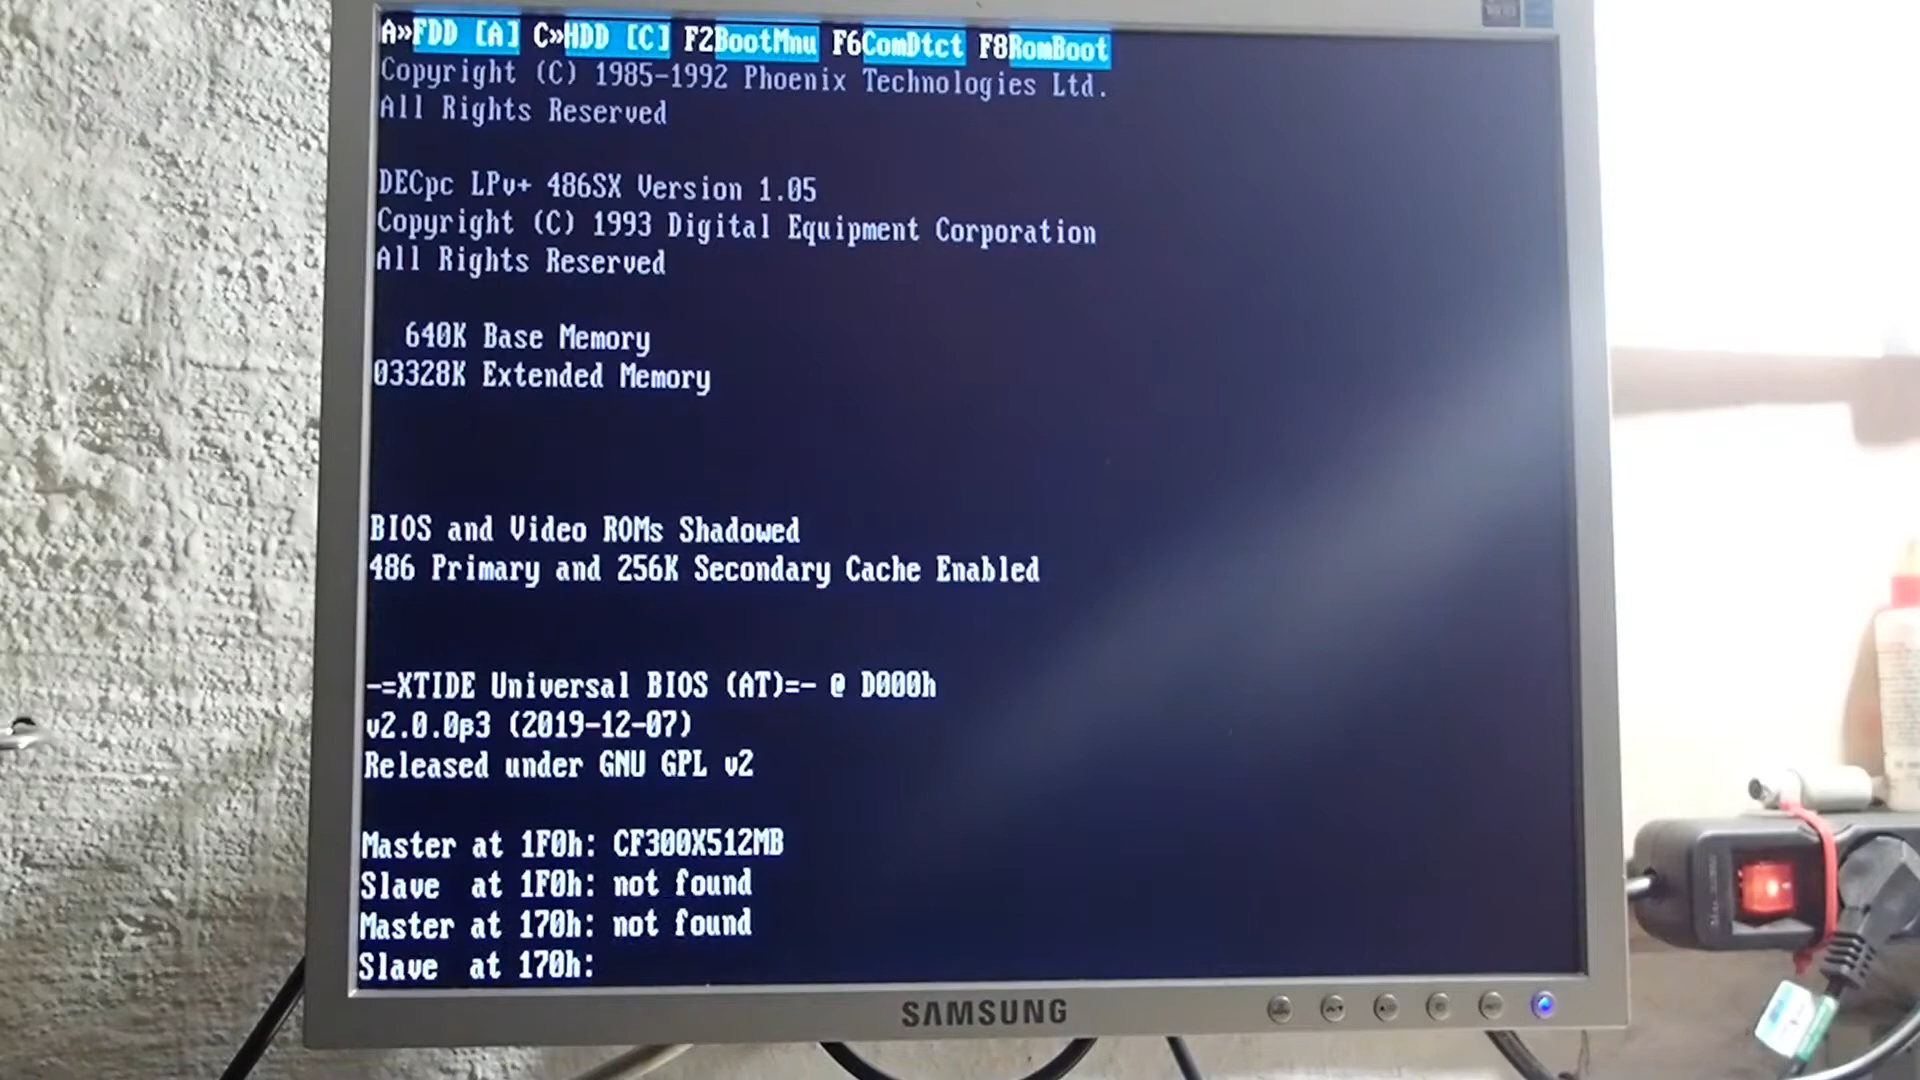 A»FDD [A] C»HDD [C] F2BootMnu F6ComDtct F8RomBoot
Copyright (C) 1985-1992 Phoenix Technologies Ltd.
All Rights Reserved
DECpc LPv+ 486SX Version 1.05
Copyright (C) 1993 Digital Equipment Corporation
All Rights Reserved
640K Base Memory
03328K Extended Memory
BIOS and Video ROMs Shadowed
486 Primary and 256K Secondary Cache Enabled
-=XTIDE Universal BIOS (AT)=- @ D000h
v2.0.0β3 (2019-12-07)
Released under GNU GPL v2
Master at 1F0h: CF300X512MB
Slave  at 1F0h: not found
Master at 170h: not found
Slave  at 170h:
SAMSUNG